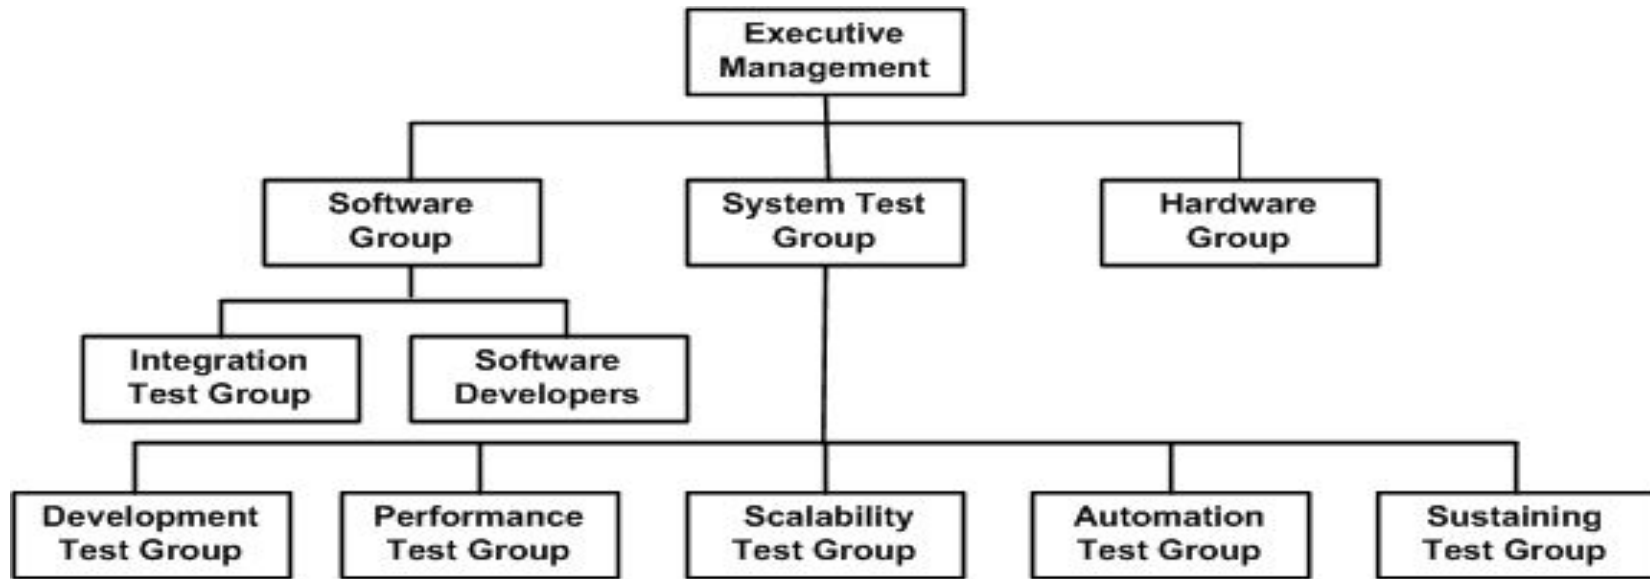 Executive
Management
Software
Group
System Test
Group
Hardware
Group
Integration
Test Group
Software
Developers
Development
Test Group
Performance
Test Group
Scalability
Test Group
Automation
Test Group
Sustaining
Test Group